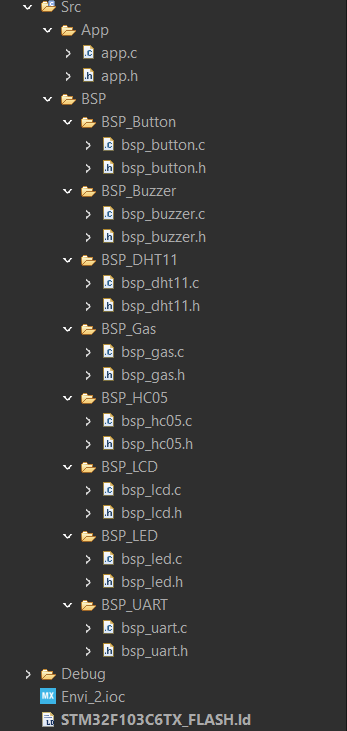 Src
App
app.c
app.h
BSP
BSP_Button
bsp_button.c
bsp_button.h
BSP_Buzzer
bsp_buzzer.c
bsp_buzzer.h
BSP_DHT11
bsp_dht11.c
bsp_dht11.h
BSP_Gas
bsp_gas.c
bsp_gas.h
BSP_HC05
bsp_hc05.c
bsp_hc05.h
BSP_LCD
bsp_lcd.c
bsp_lcd.h
BSP_LED
bsp_led.c
bsp_led.h
BSP_UART
bsp_uart.c
bsp_uart.h
Debug
MX Envi_2.ioc
STM32F103C6TX_FLASH.ld